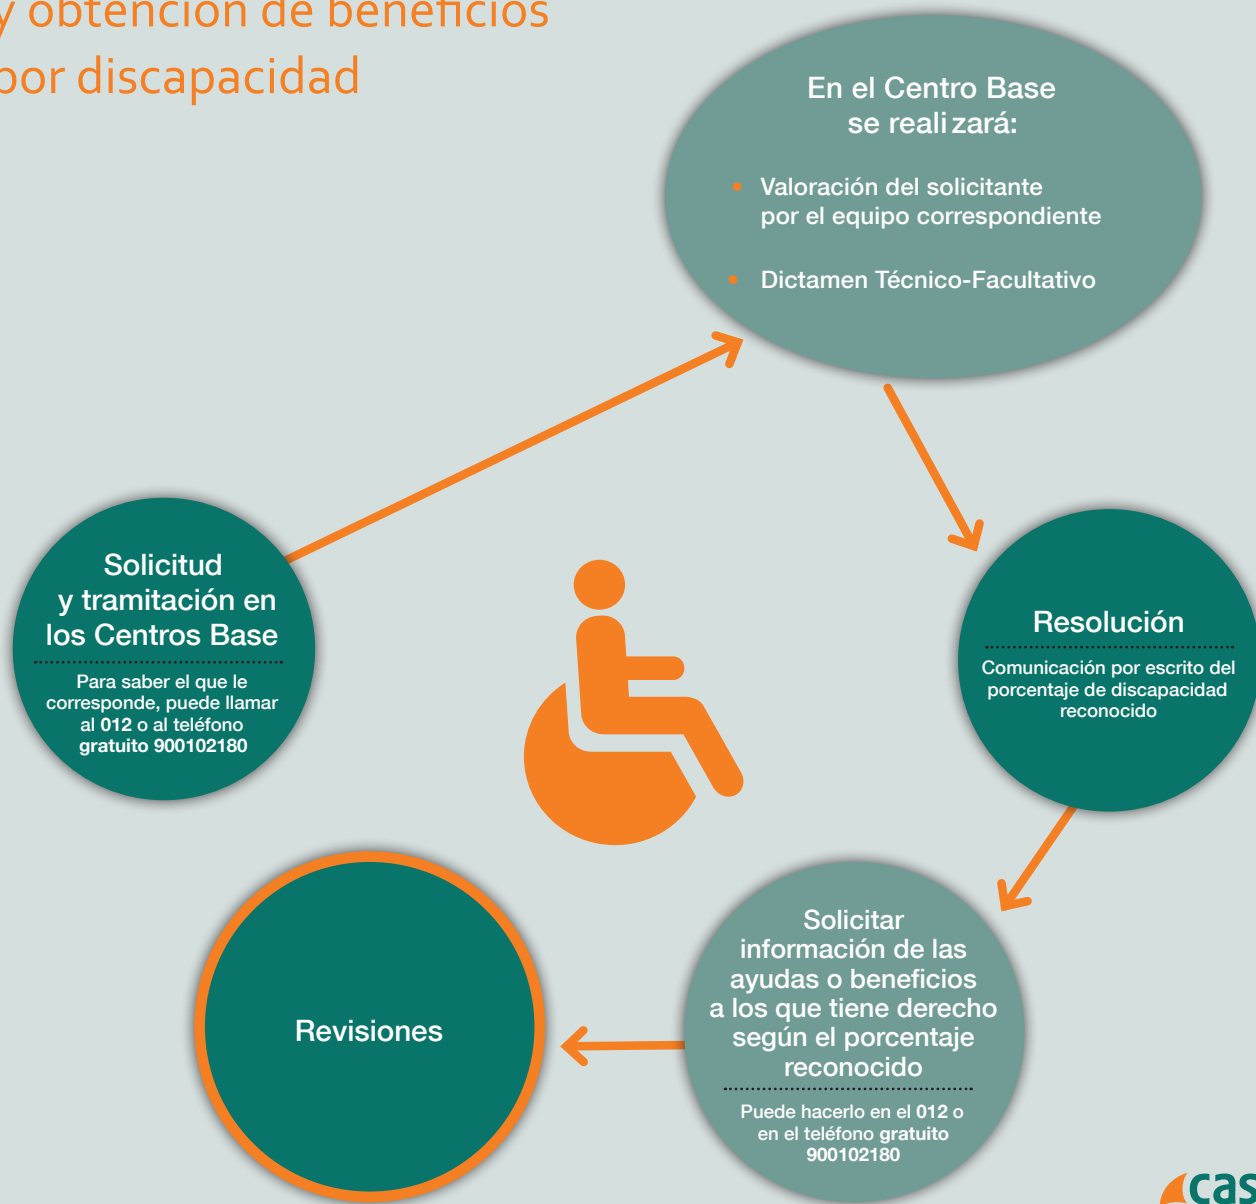 y obtención de beneficios
por discapacidad
En el Centro Base
se realizará:
• Valoración del solicitante
por el equipo correspondiente
• Dictamen Técnico-Facultativo
Solicitud
y tramitación en
los Centros Base
Para saber el que le
corresponde, puede llamar
al 012 o al teléfono
gratuito 900102180
Resolución
Comunicación por escrito del
porcentaje de discapacidad
reconocido
Solicitar
información de las
ayudas o beneficios
a los que tiene derecho
según el porcentaje
reconocido
Puede hacerlo en el 012 o
en el teléfono gratuito
900102180
Revisiones
cas